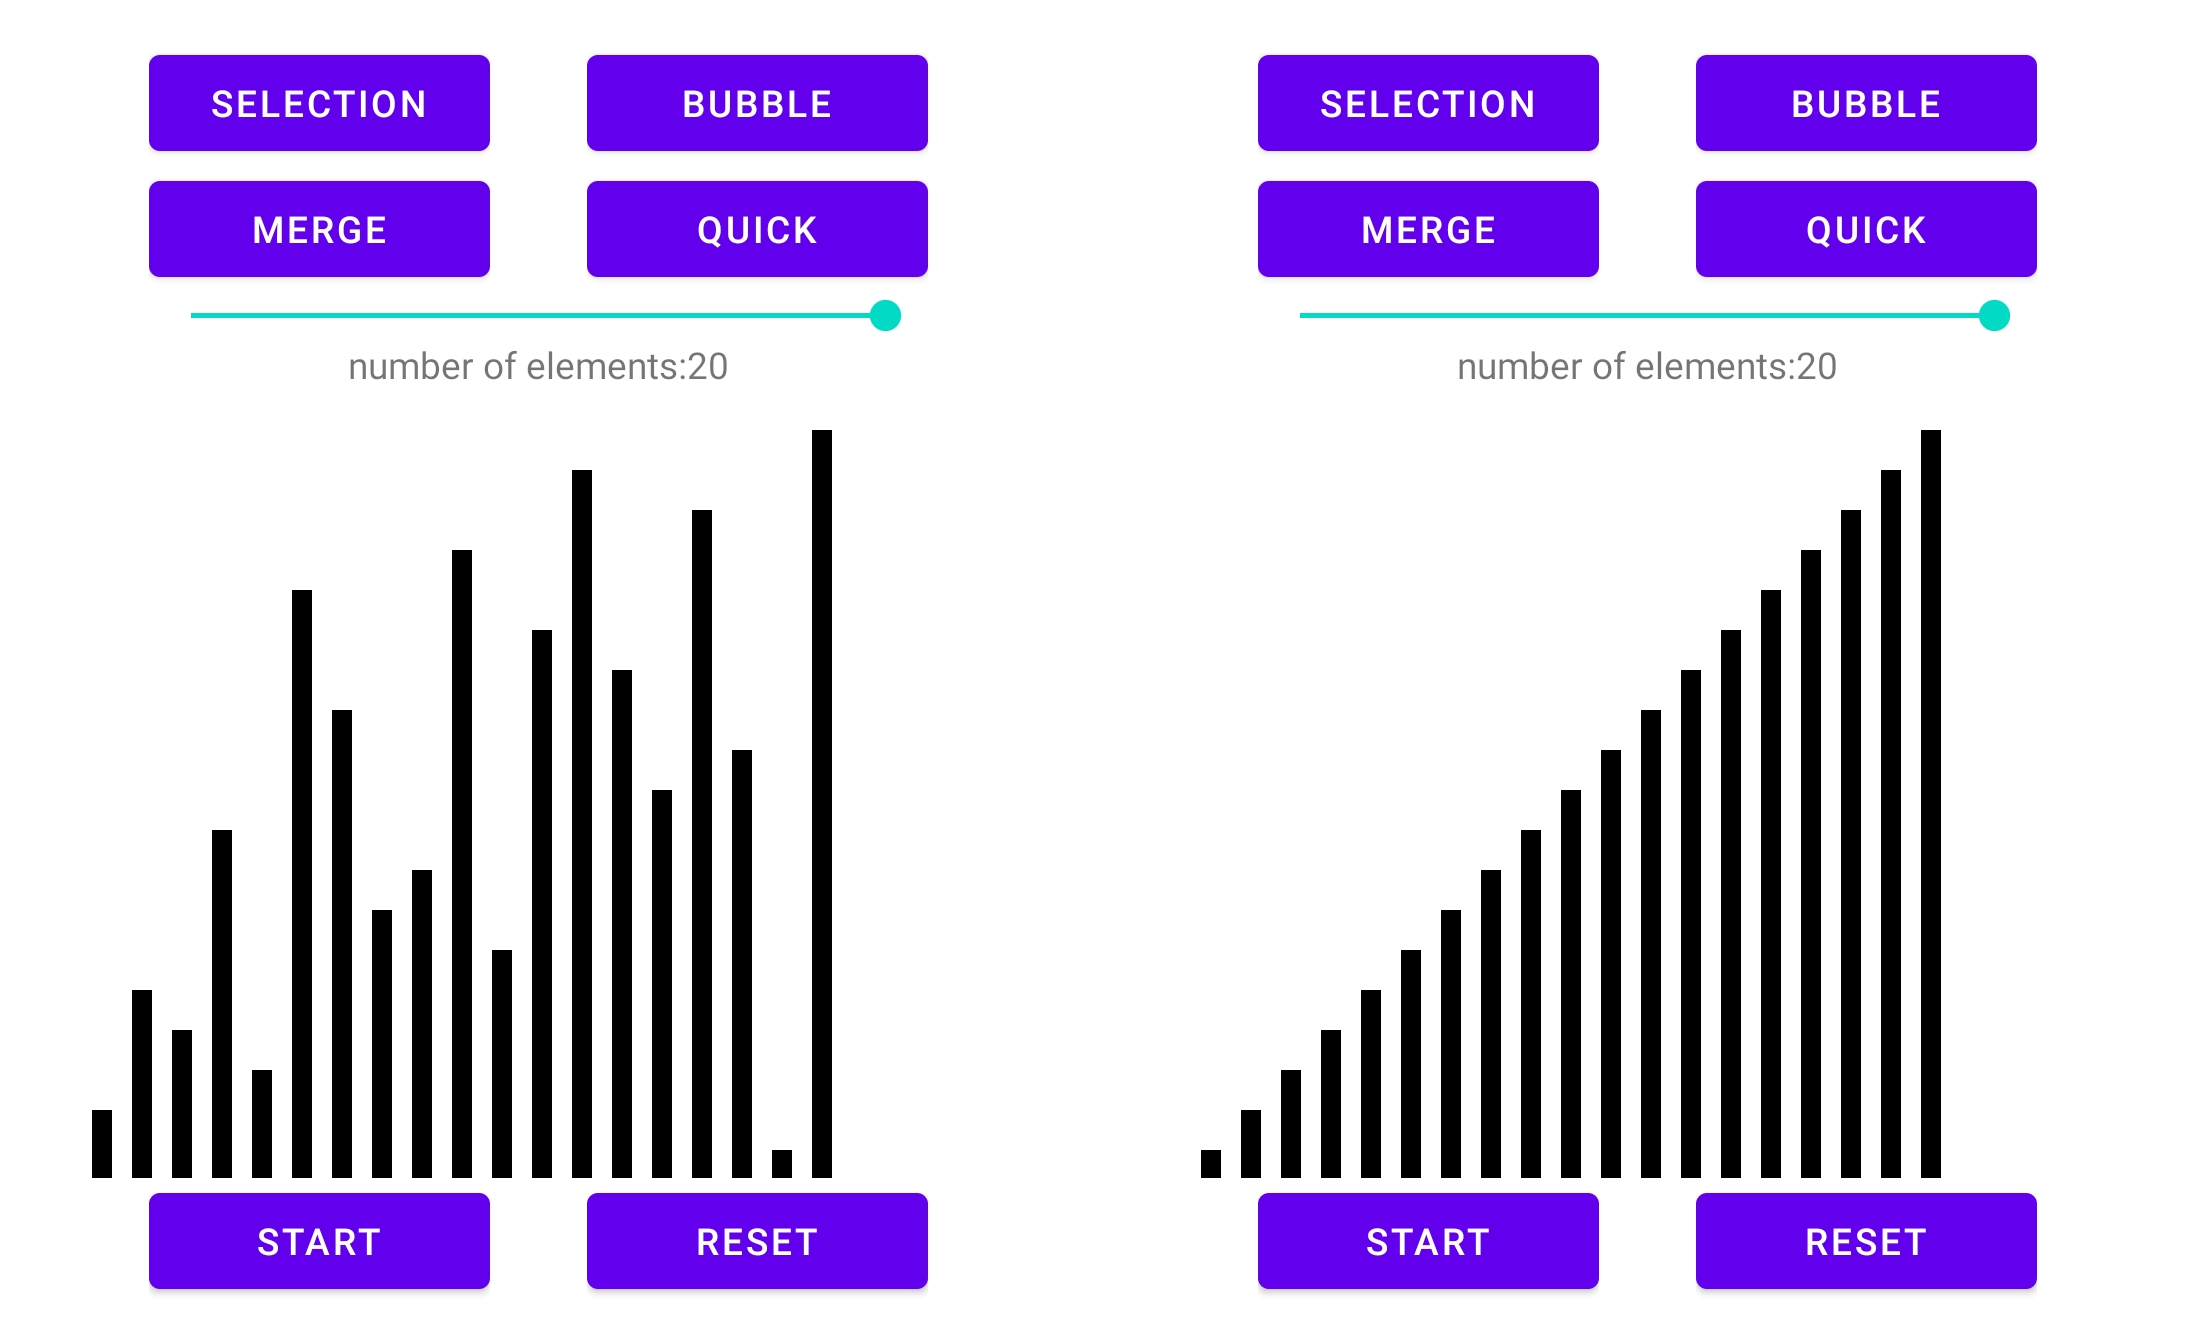 SELECTION
BUBBLE
MERGE
QUICK
number of elements:20
START
RESET
SELECTION
BUBBLE
MERGE
QUICK
number of elements:20
START
RESET